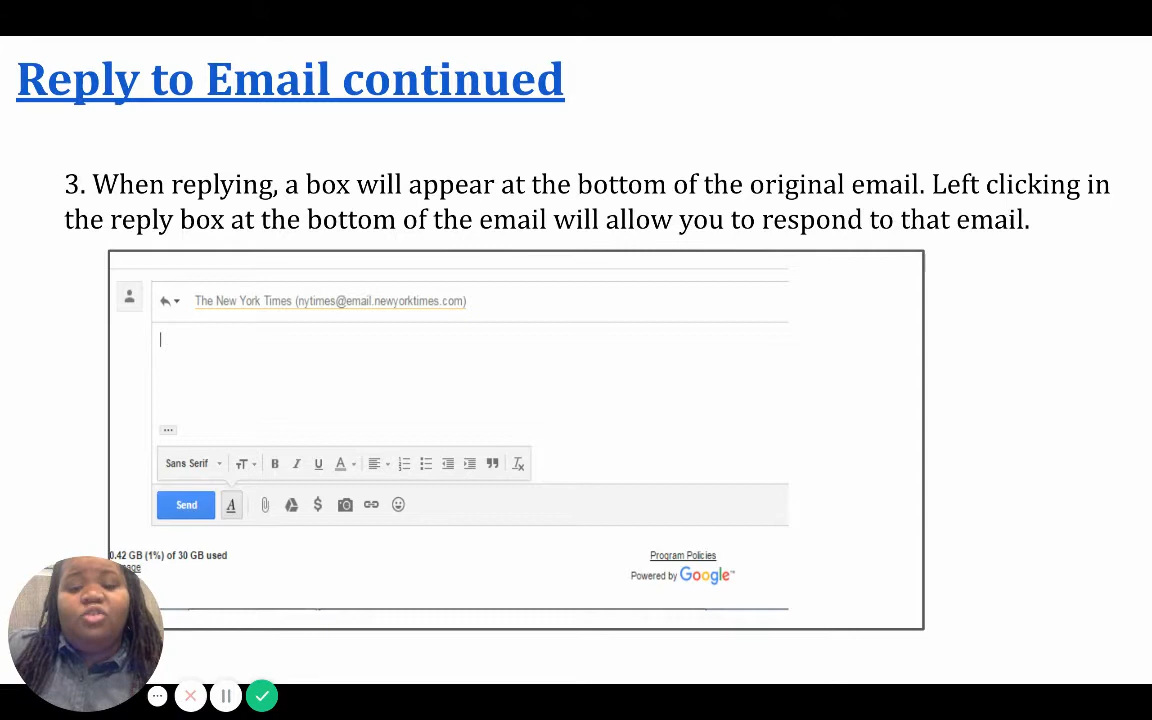 Reply to Email continued
3. When replying, a box will appear at the bottom of the original email. Left clicking in
the reply box at the bottom of the email will allow you to respond to that email.
The New York Times (nytimes@email.newyorktimes.com)
Sans Serif
Send
0.42 GB (1%) of 30 GB used
Program Policies
Powered by Google™